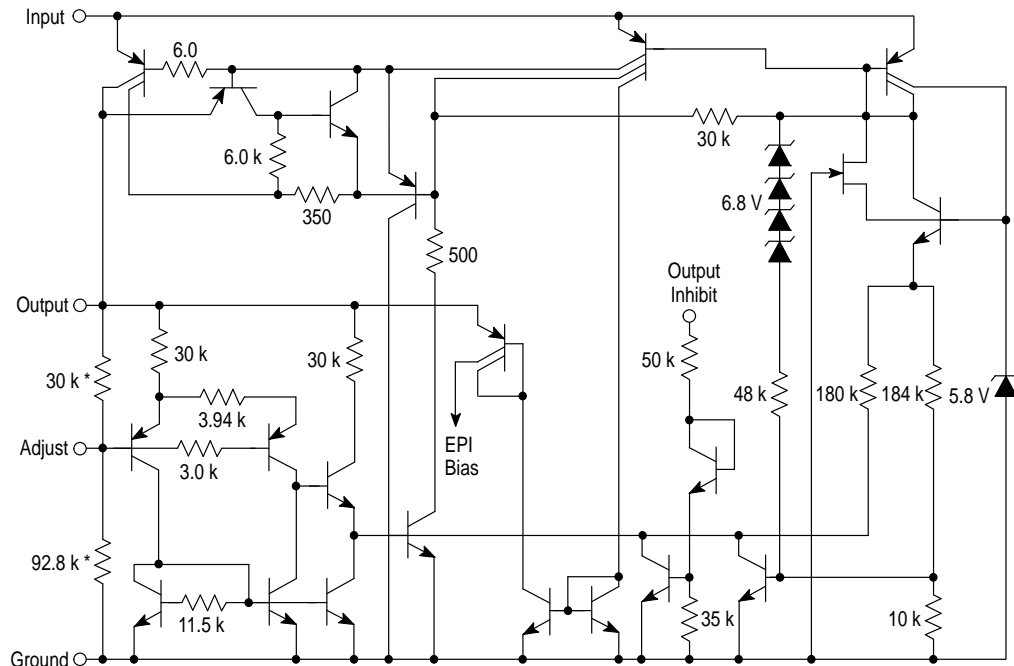 Input
6.0
30 k
6.0 k
6.8 V
350
500
Output
Inhibit
Output
50 k
30 k
30 k
30 k *
48 k
180 k
184 k
5.8 V
3.94 k
EPI
Bias
Adjust
3.0 k
92.8 k *
11.5 k
35 k
10 k
Ground